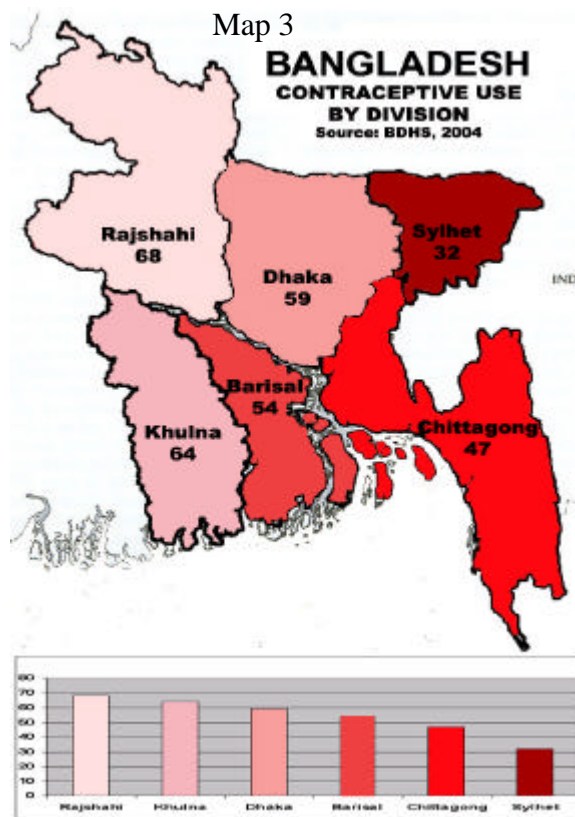 Map 3
BANGLADESH
CONTRACEPTIVE USE
BY DIVISION
Source: BDHS, 2004
Rajshahi
68
Sylhet
32
Dhaka
59
IND
Barisal
54
Khulna
64
Chittagong
47
80
70
60
50
40
30
20
10
0
Rajshahi Khulna Dhaka Barisal Chittagong Sylhet